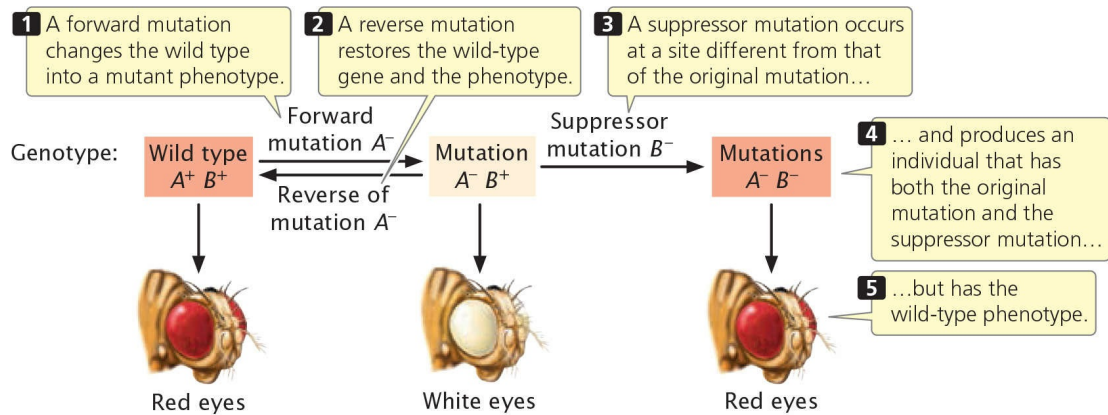 1 A forward mutation
changes the wild type
into a mutant phenotype.
2 A reverse mutation
restores the wild-type
gene and the phenotype.
3 A suppressor mutation occurs
at a site different from that
of the original mutation…
Genotype:
Wild type
A⁺ B⁺
Forward
mutation A⁻
Reverse of
mutation A⁻
Mutation
A⁻ B⁺
Suppressor
mutation B⁻
Mutations
A⁻ B⁻
4 … and produces an
individual that has
both the original
mutation and the
suppressor mutation…
5 …but has the
wild-type phenotype.
Red eyes
White eyes
Red eyes